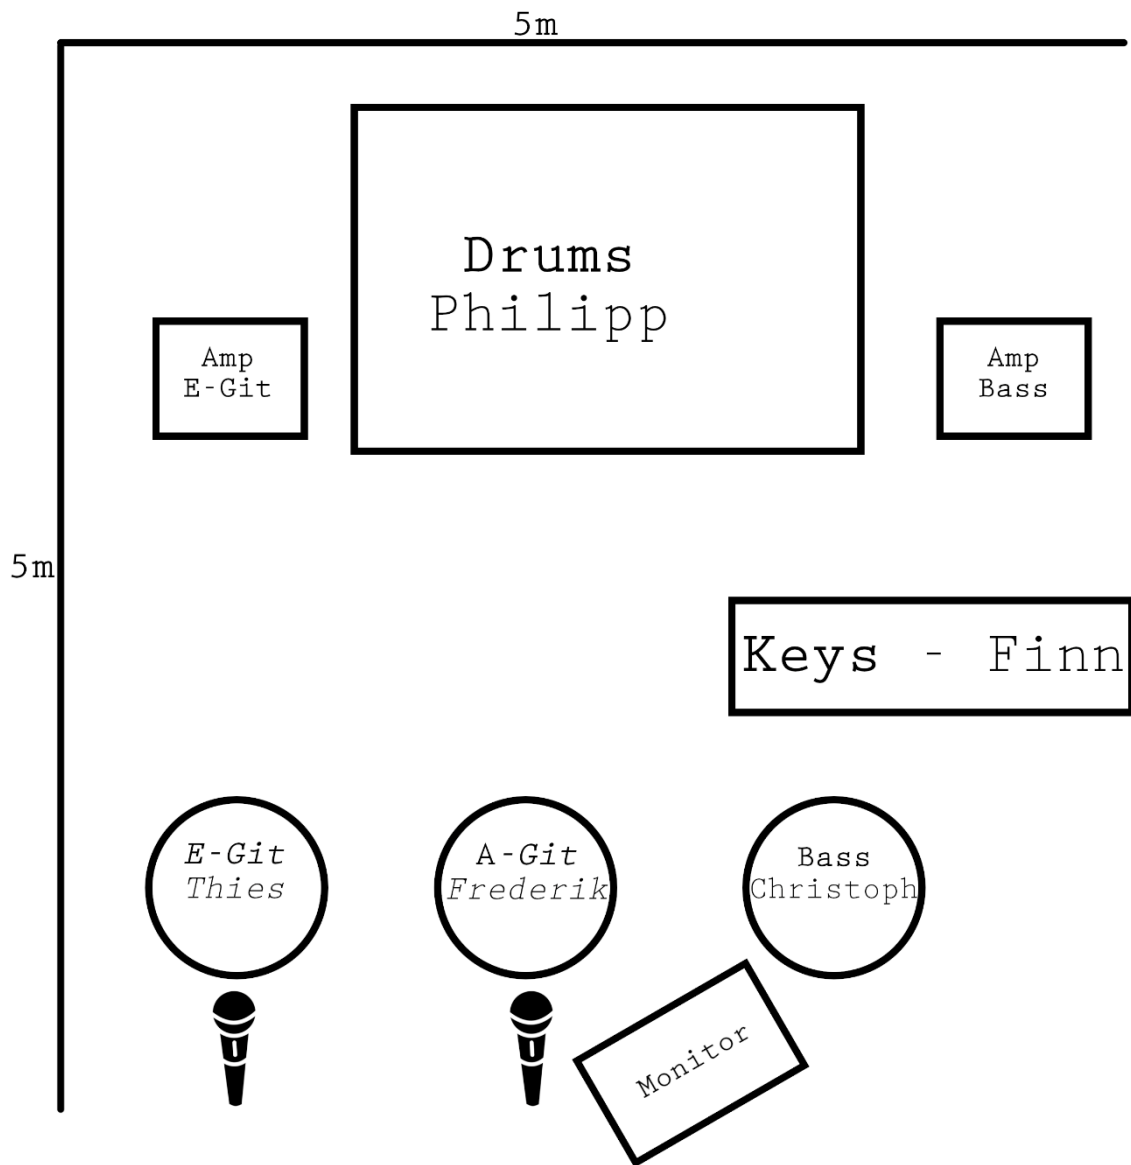 5m
Drums
Philipp
Amp
E-Git
Amp
Bass
5m
Keys - Finn
E-Git
Thies
A-Git
Frederik
Bass
Christoph
Monitor